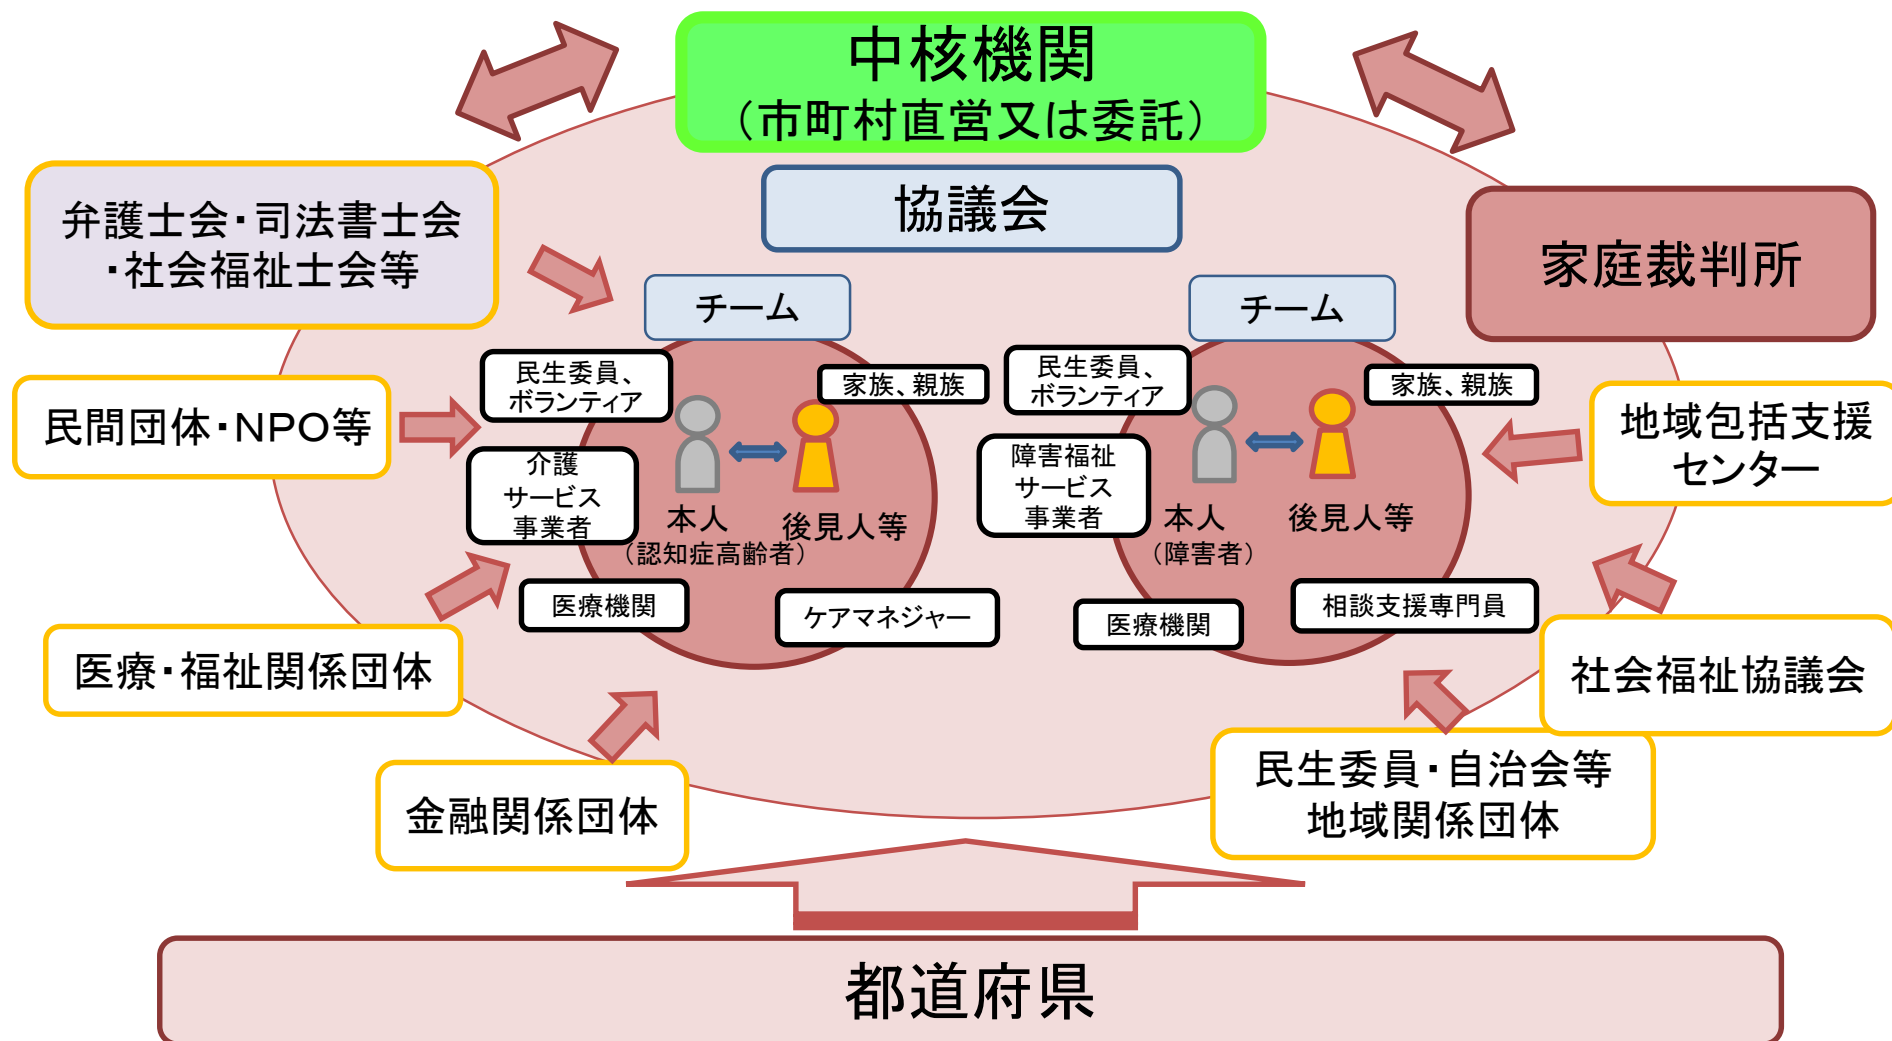 中核機関
（市町村直営又は委託）
協議会
弁護士会・司法書士会
・社会福祉士会等
家庭裁判所
チーム
民生委員、
ボランティア
家族、親族
介護
サービス
事業者
本人
（認知症高齢者）
後見人等
医療機関
ケアマネジャー
チーム
民生委員、
ボランティア
家族、親族
障害福祉
サービス
事業者
本人
（障害者）
後見人等
医療機関
相談支援専門員
民間団体・NPO等
地域包括支援
センター
医療・福祉関係団体
社会福祉協議会
金融関係団体
民生委員・自治会等
地域関係団体
都道府県